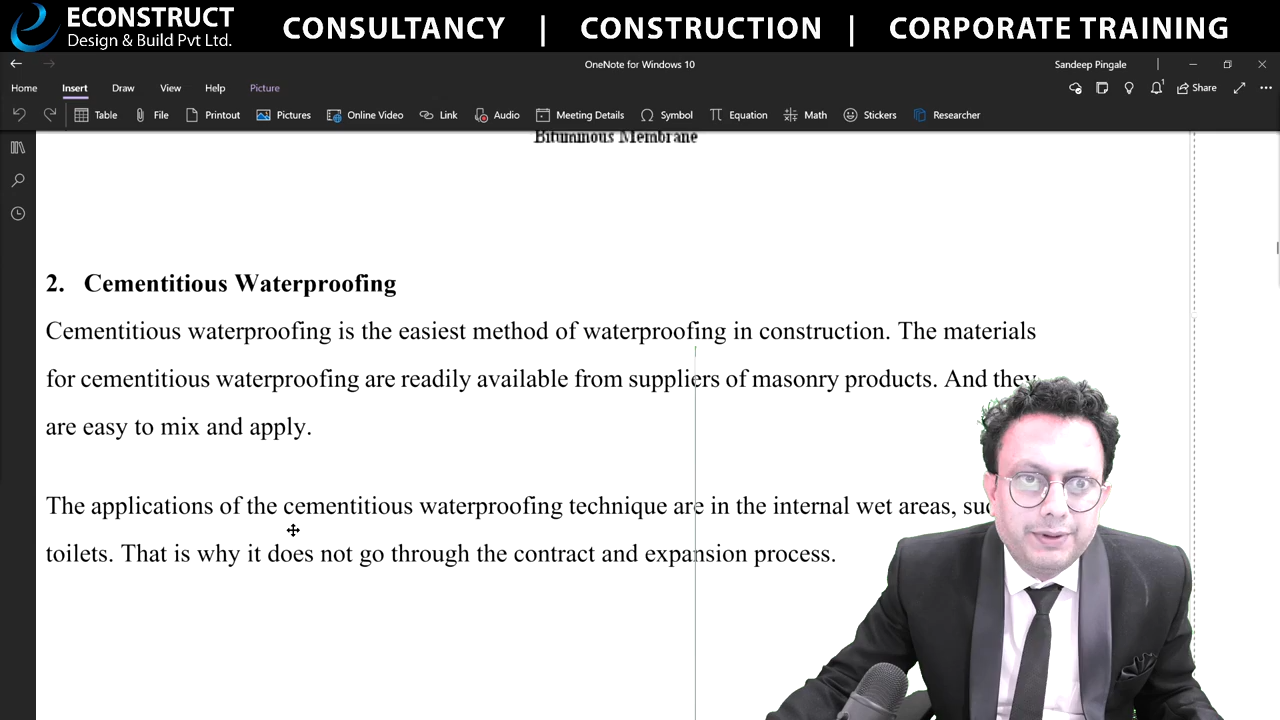 ECONSTRUCT
Design & Build Pvt Ltd.
CONSULTANCY | CONSTRUCTION | CORPORATE TRAINING
OneNote for Windows 10
Sandeep Pingale
Home Insert Draw View Help Picture
1 Share
Table File Printout Pictures Online Video Link Audio Meeting Details Symbol Equation Math Stickers Researcher
Bituminous Membrane
2. Cementitious Waterproofing
Cementitious waterproofing is the easiest method of waterproofing in construction. The materials
for cementitious waterproofing are readily available from suppliers of masonry products. And they
are easy to mix and apply.
The applications of the cementitious waterproofing technique are in the internal wet areas,
toilets. That is why it does not go through the contract and expansion process.